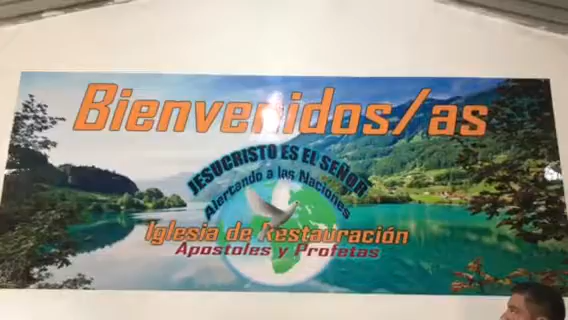 Bienvenidos/as
JESUCRISTO ES EL SEÑOR
Alertando a las Naciones
Iglesia de Restauración
Apostoles y Profetas